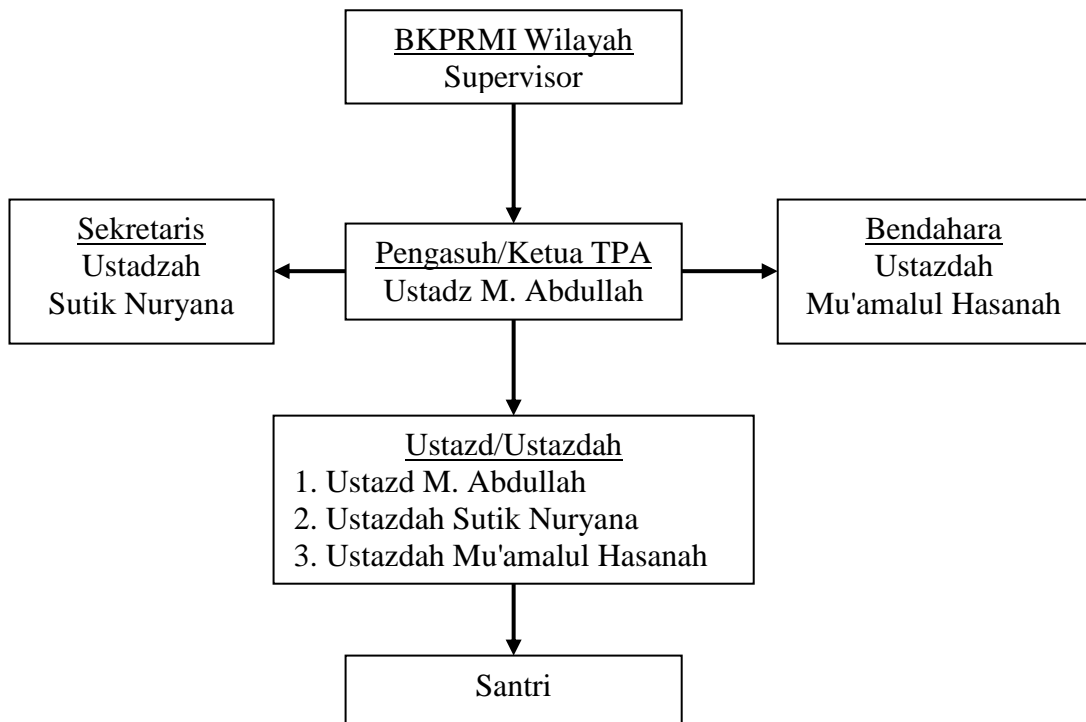 BKPRMI Wilayah
Supervisor
Sekretaris
Ustadzah
Sutik Nuryana
Pengasuh/Ketua TPA
Ustadz M. Abdullah
Bendahara
Ustazdah
Mu'amalul Hasanah
Ustazd/Ustazdah
1. Ustazd M. Abdullah
2. Ustazdah Sutik Nuryana
3. Ustazdah Mu'amalul Hasanah
Santri